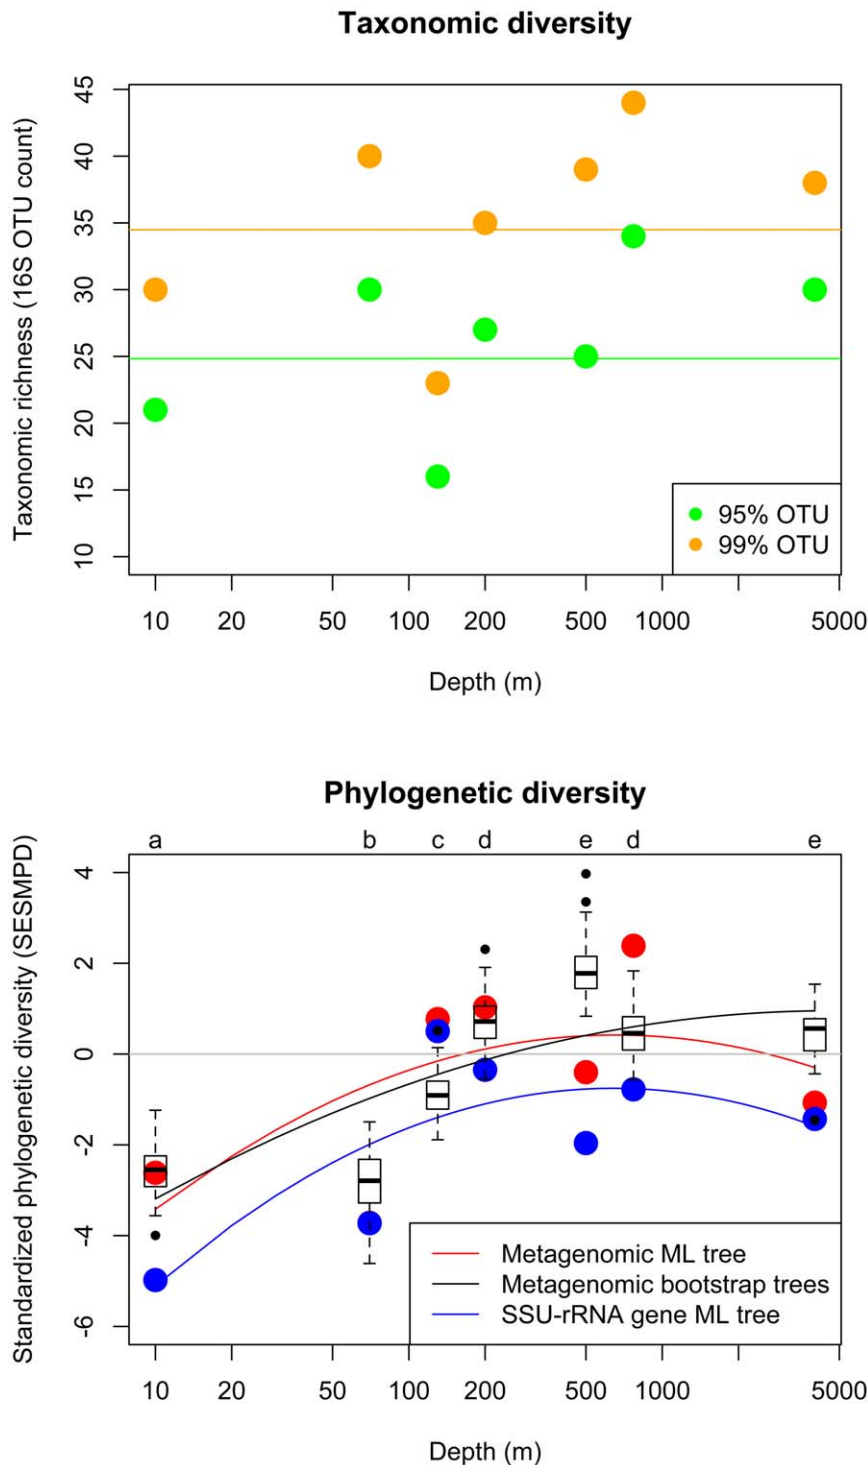 Taxonomic diversity
Taxonomic richness (16S OTU count)
45
40
35
30
25
20
15
10
95% OTU
99% OTU
10 20 50 100 200 500 1000 5000
Depth (m)
Phylogenetic diversity
a b c d e d e
Standardized phylogenetic diversity (SESMPD)
4
2
0
-2
-4
-6
Metagenomic ML tree
Metagenomic bootstrap trees
SSU-rRNA gene ML tree
10 20 50 100 200 500 1000 5000
Depth (m)